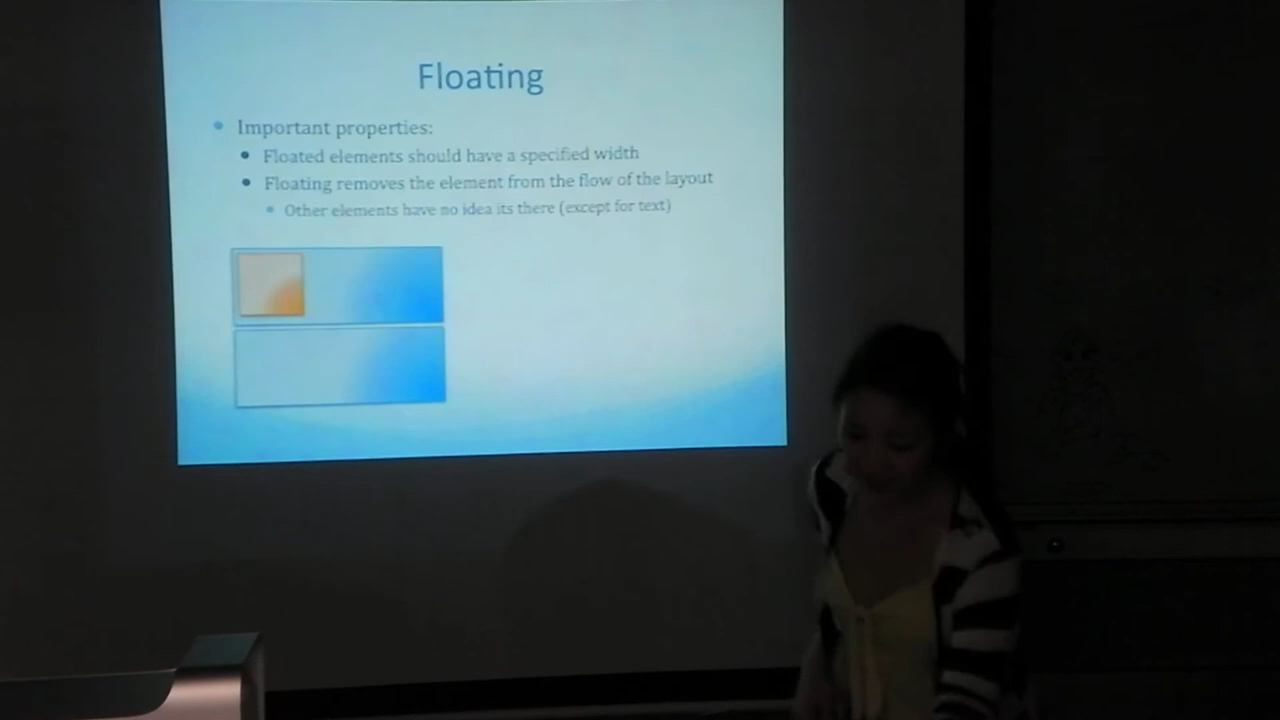 Floating
Important properties:
Floated elements should have a specified width
Floating removes the element from the flow of the layout
Other elements have no idea its there (except for text)